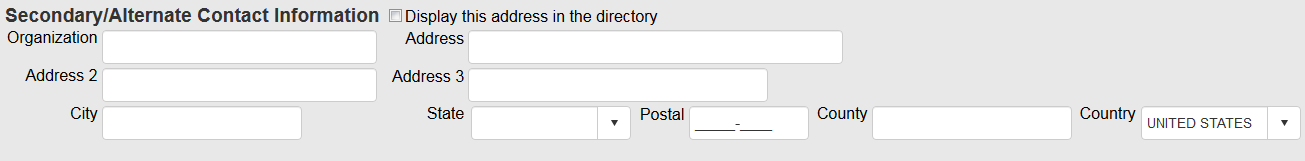 Secondary/Alternate Contact Information Display this address in the directory
Organization Address
Address 2 Address 3
City State Postal _____-____ County Country UNITED STATES